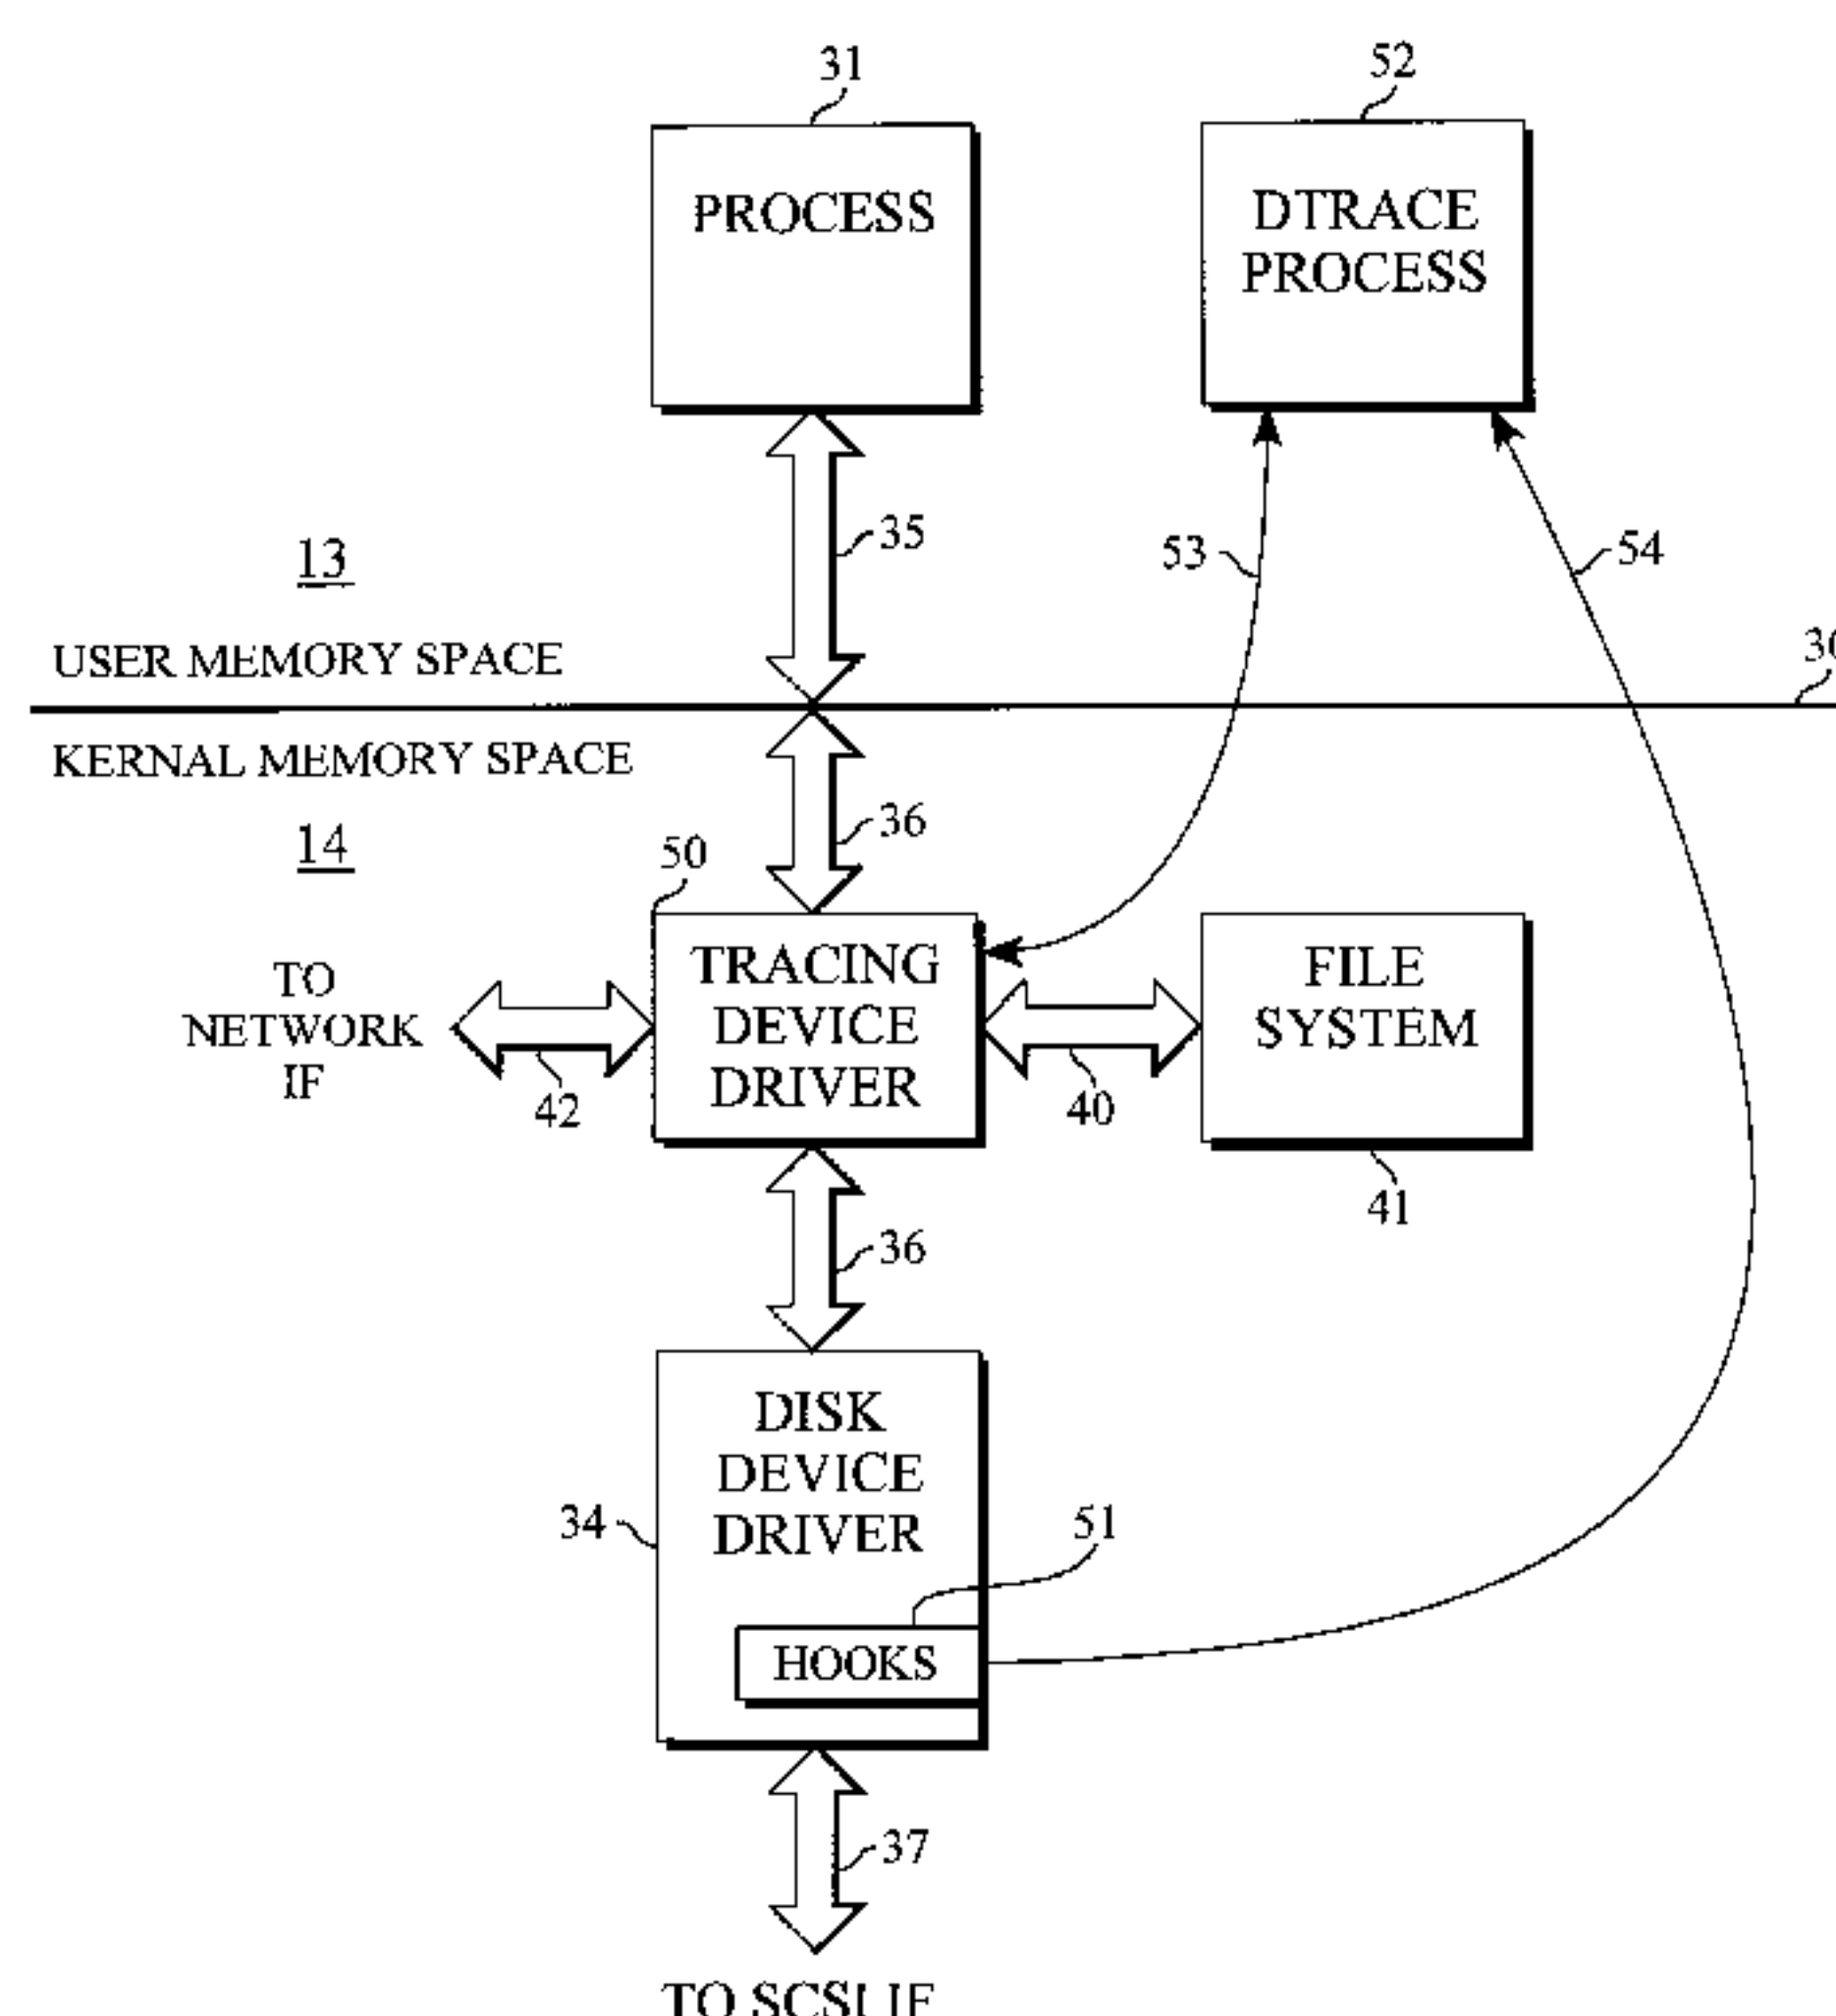 31
52
PROCESS
DTRACE
PROCESS
35
53
54
13
USER MEMORY SPACE
30
KERNAL MEMORY SPACE
36
14
50
TO
NETWORK
IF
42
TRACING
DEVICE
DRIVER
40
FILE
SYSTEM
41
36
DISK
DEVICE
DRIVER
34
51
HOOKS
37
TO SCSI IF